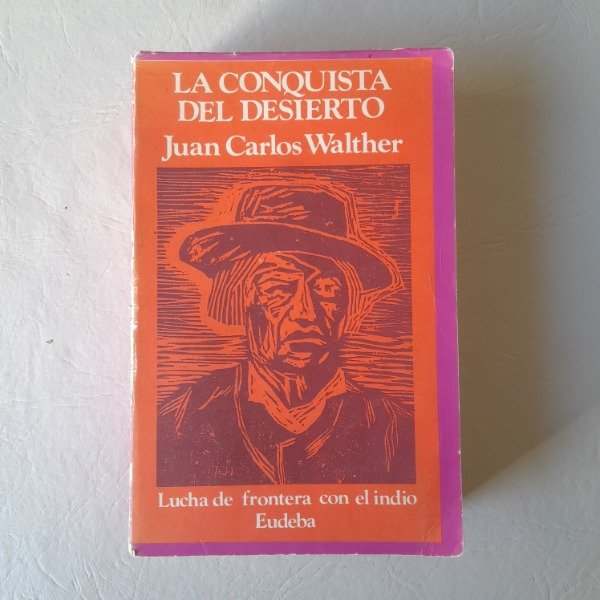 LA CONQUISTA
DEL DESIERTO
Juan Carlos Walther
Lucha de frontera con el indio
Eudeba